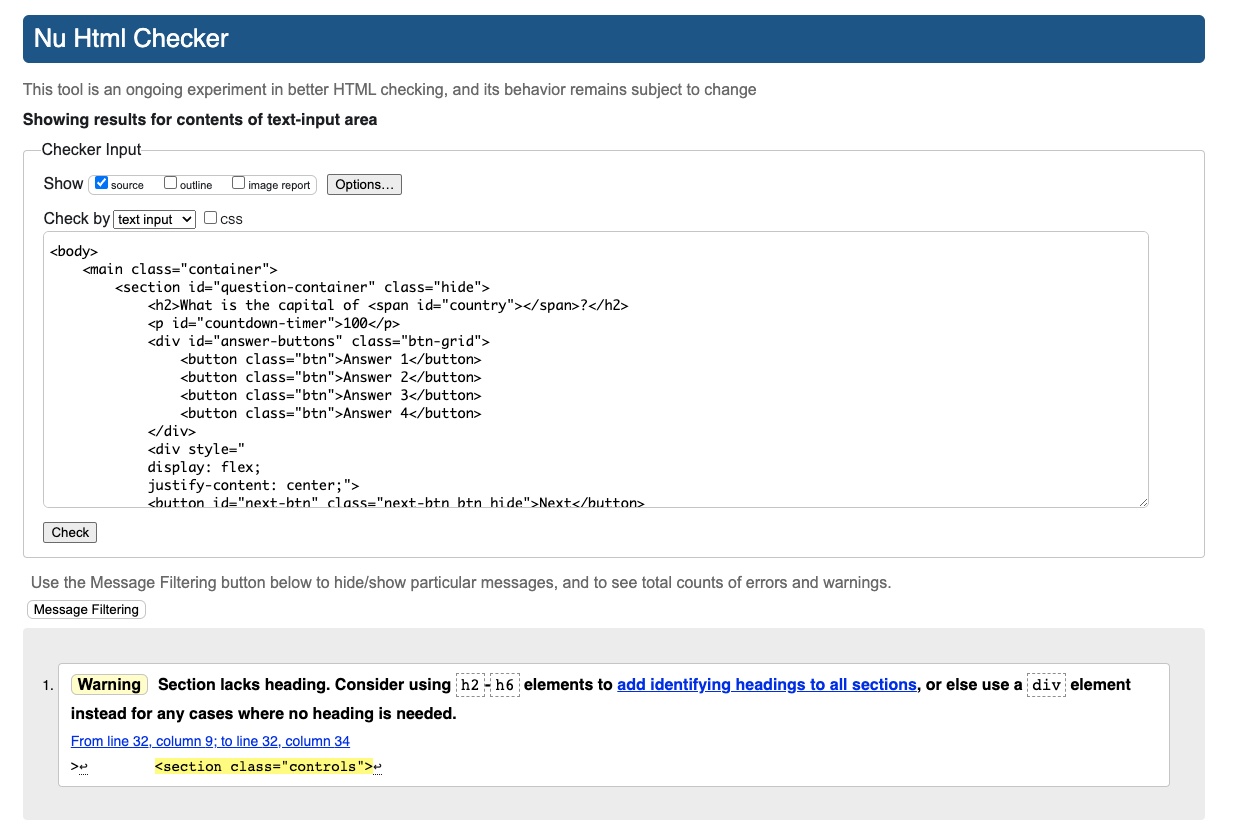 Nu Html Checker
This tool is an ongoing experiment in better HTML checking, and its behavior remains subject to change
Showing results for contents of text-input area
Checker Input
Show source outline image report Options…
Check by text input CSS
<body>
    <main class="container">
        <section id="question-container" class="hide">
            <h2>What is the capital of <span id="country"></span>?</h2>
            <p id="countdown-timer">100</p>
            <div id="answer-buttons" class="btn-grid">
                <button class="btn">Answer 1</button>
                <button class="btn">Answer 2</button>
                <button class="btn">Answer 3</button>
                <button class="btn">Answer 4</button>
            </div>
            <div style="
            display: flex;
            justify-content: center;">
            <button id="next-btn" class="next-btn btn hide">Next</button>
Check
Use the Message Filtering button below to hide/show particular messages, and to see total counts of errors and warnings.
Message Filtering
1. Warning Section lacks heading. Consider using h2-h6 elements to add identifying headings to all sections, or else use a div element
instead for any cases where no heading is needed.
From line 32, column 9; to line 32, column 34
>↩        <section class="controls">↩